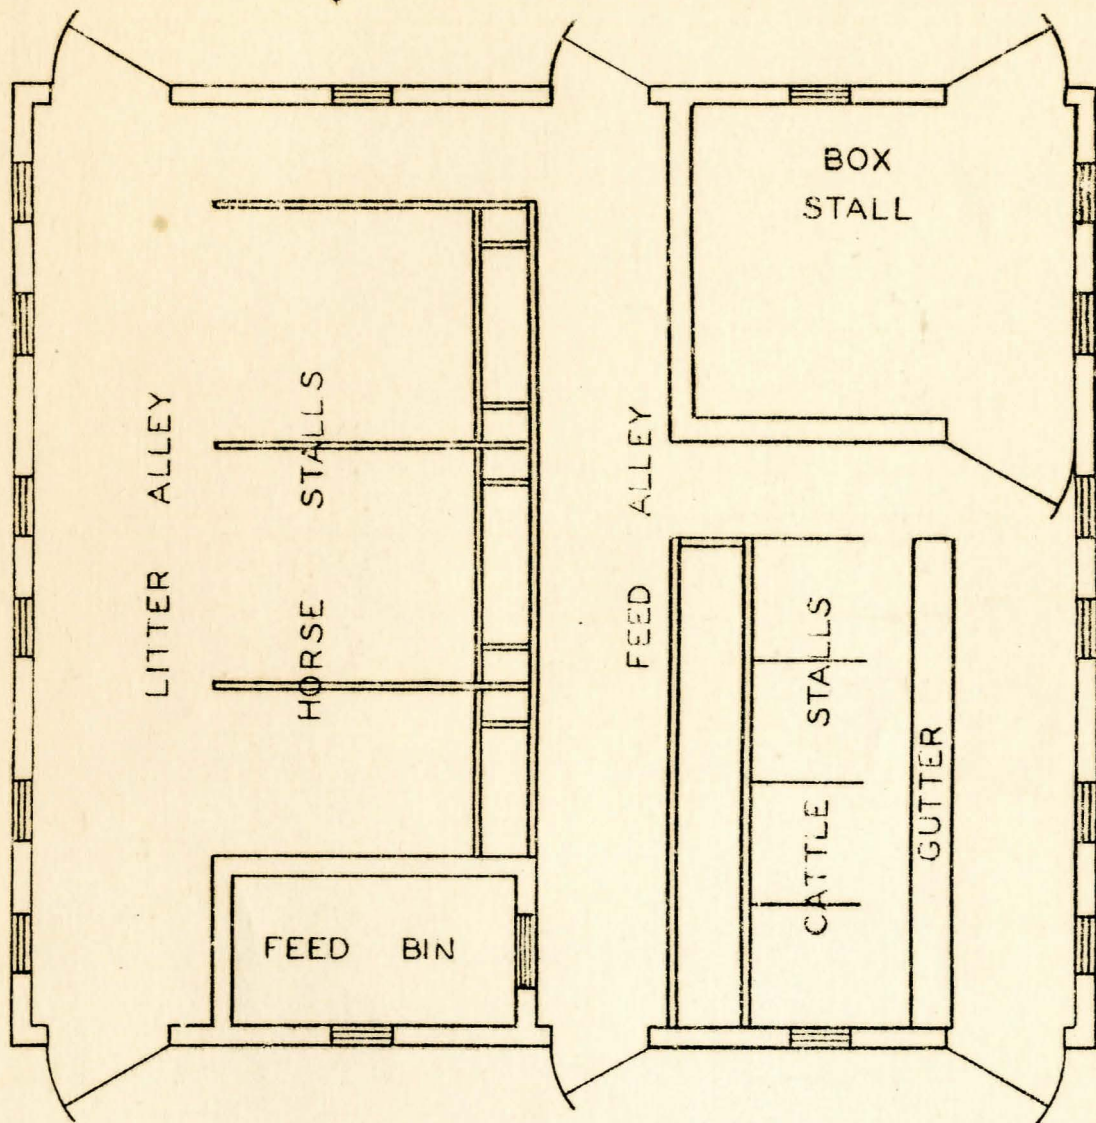 BOX
STALL
LITTER ALLEY
HORSE STALLS
FEED ALLEY
CATTLE STALLS
GUTTER
FEED BIN